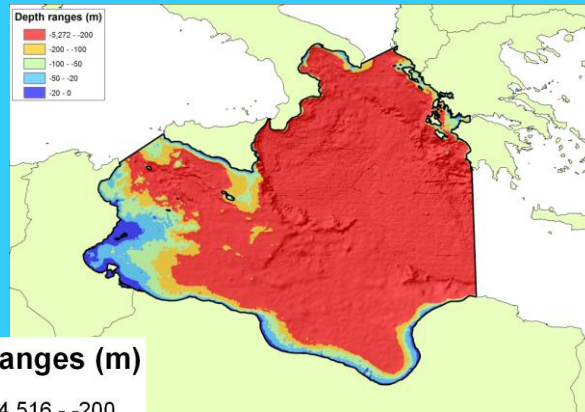 Depth ranges (m)
-5,272 - -200
-200 - -100
-100 - -50
-50 - -20
-20 - 0
anges (m)
4,516 - -200